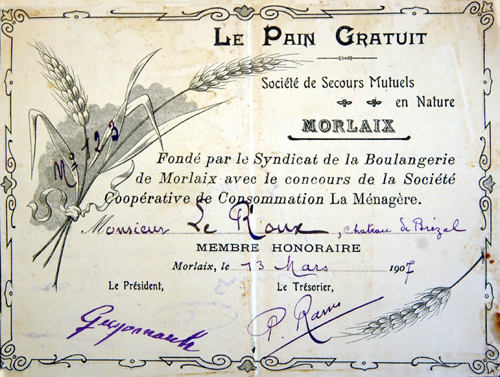 LE PAIN GRATUIT
Société de Secours Mutuels
en Nature
MORLAIX
Nº 123
Fondé par le Syndicat de la Boulangerie
de Morlaix avec le concours de la Société
Coopérative de Consommation La Ménagère.
Monsieur Le Roux, chateau de Brézal
MEMBRE HONORAIRE
Morlaix, le 13 Mars 1907
Le Président, Le Trésorier,
Guyomarch P.